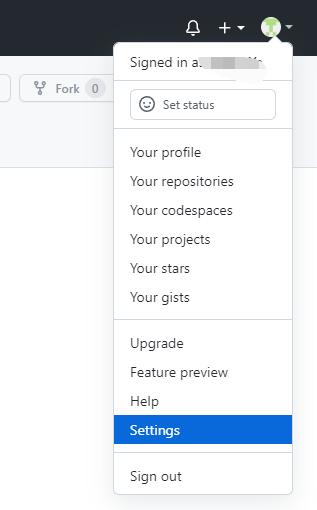 Fork 0
Signed in as
Set status
Your profile
Your repositories
Your codespaces
Your projects
Your stars
Your gists
Upgrade
Feature preview
Help
Settings
Sign out